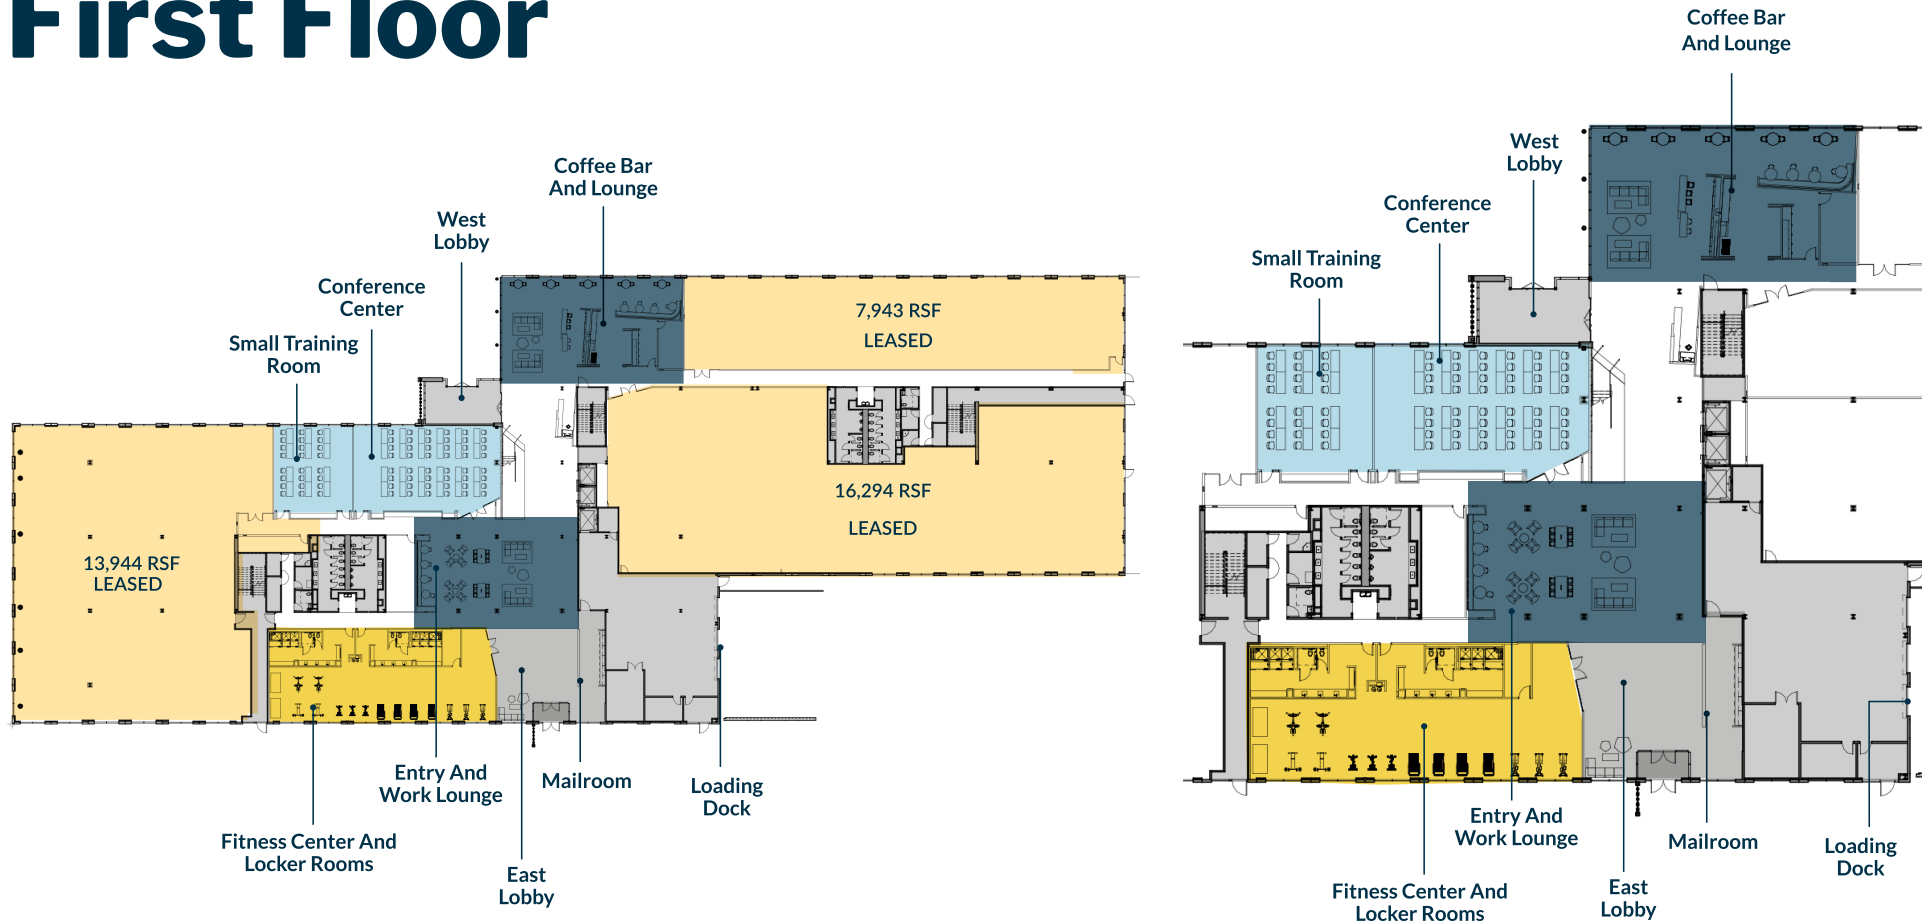 First Floor
Coffee Bar
And Lounge
West
Lobby
Conference
Center
Small Training
Room
7,943 RSF
LEASED
16,294 RSF
LEASED
13,944 RSF
LEASED
Entry And
Work Lounge
Mailroom
Loading
Dock
Fitness Center And
Locker Rooms
East
Lobby
Coffee Bar
And Lounge
West
Lobby
Conference
Center
Small Training
Room
Entry And
Work Lounge
Mailroom
Loading
Dock
Fitness Center And
Locker Rooms
East
Lobby